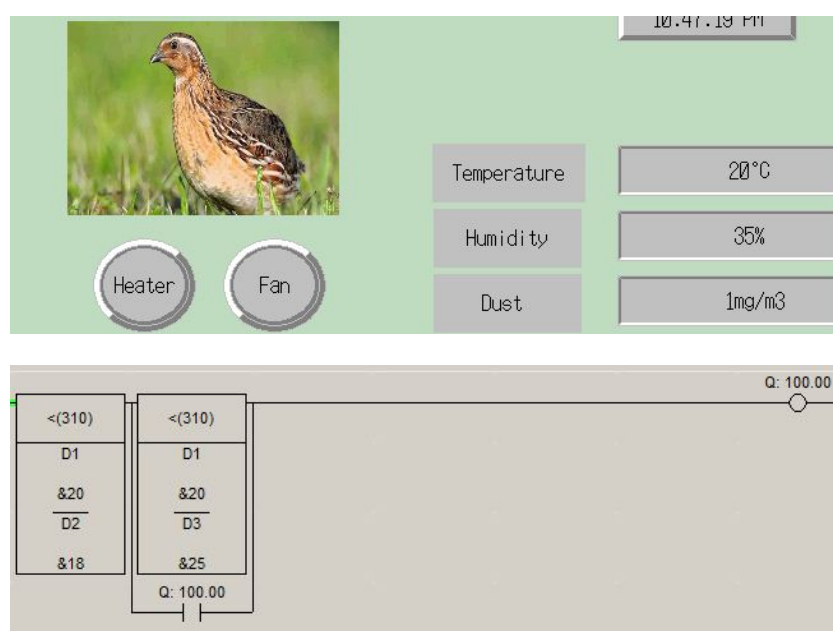 10:47:19 PM
Temperature 20°C
Humidity 35%
Heater Fan
Dust 1mg/m3
Q: 100.00
<(310) <(310)
D1 D1
&20 &20
D2 D3
&18 &25
Q: 100.00